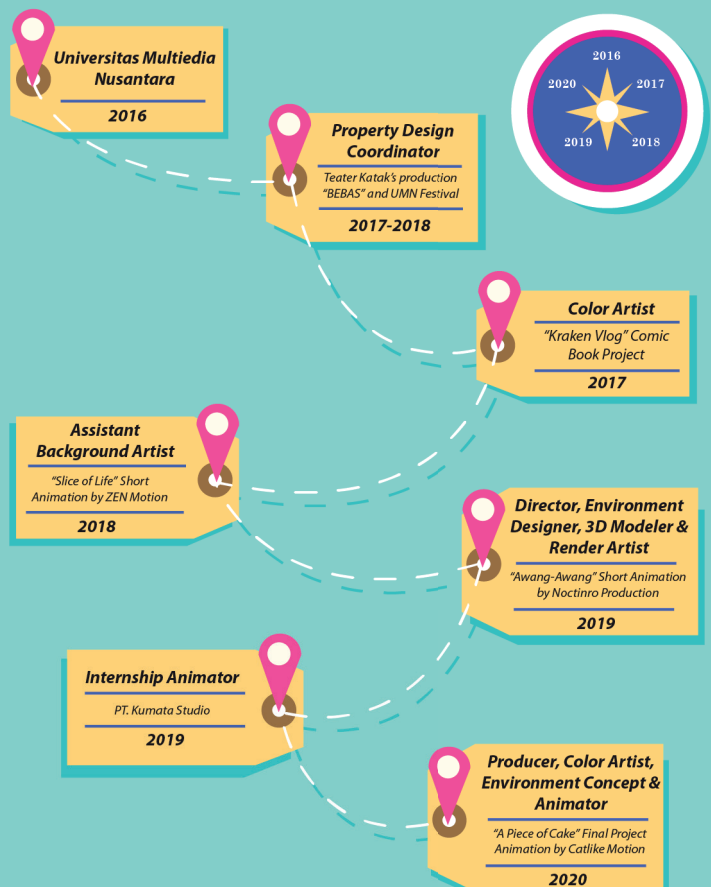 Universitas Multiedia
Nusantara
2016
2016
2020
2017
2019
2018
Property Design
Coordinator
Teater Katak's production
"BEBAS" and UMN Festival
2017-2018
Color Artist
"Kraken Vlog" Comic
Book Project
2017
Assistant
Background Artist
"Slice of Life" Short
Animation by ZEN Motion
2018
Director, Environment
Designer, 3D Modeler &
Render Artist
"Awang-Awang" Short Animation
by Noctinro Production
2019
Internship Animator
PT. Kumata Studio
2019
Producer, Color Artist,
Environment Concept &
Animator
"A Piece of Cake" Final Project
Animation by Catlike Motion
2020